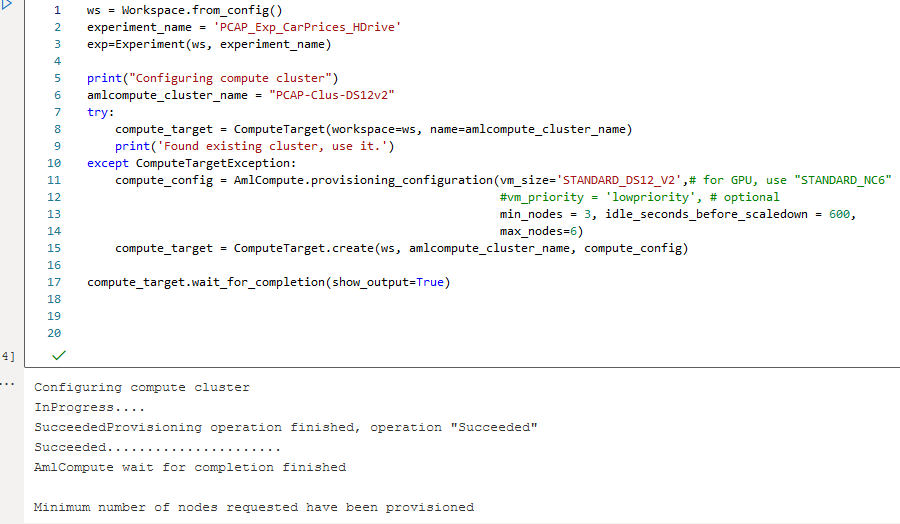 1 ws = Workspace.from_config()
2 experiment_name = 'PCAP_Exp_CarPrices_HDrive'
3 exp=Experiment(ws, experiment_name)
4
5 print("Configuring compute cluster")
6 amlcompute_cluster_name = "PCAP-Clus-DS12v2"
7 try:
8     compute_target = ComputeTarget(workspace=ws, name=amlcompute_cluster_name)
9     print('Found existing cluster, use it.')
10 except ComputeTargetException:
11     compute_config = AmlCompute.provisioning_configuration(vm_size='STANDARD_DS12_V2',# for GPU, use "STANDARD_NC6"
12                                                            #vm_priority = 'lowpriority', # optional
13                                                            min_nodes = 3, idle_seconds_before_scaledown = 600,
14                                                            max_nodes=6)
15     compute_target = ComputeTarget.create(ws, amlcompute_cluster_name, compute_config)
16
17 compute_target.wait_for_completion(show_output=True)
18
19
20
4]
...
Configuring compute cluster
InProgress....
SucceededProvisioning operation finished, operation "Succeeded"
Succeeded......................
AmlCompute wait for completion finished
Minimum number of nodes requested have been provisioned